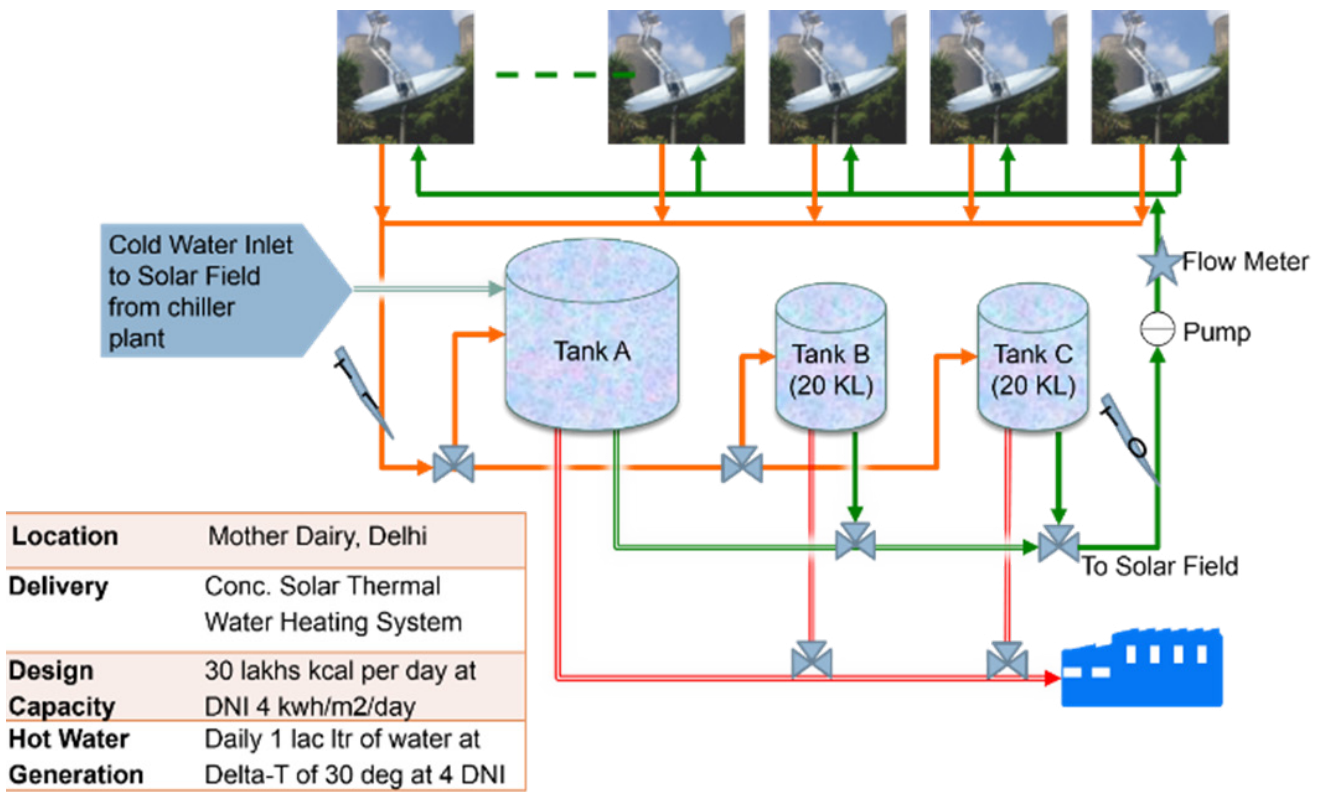 Cold Water Inlet
to Solar Field
from chiller
plant
Flow Meter
Pump
Tank A
Tank B
(20 KL)
Tank C
(20 KL)
T I
T O
To Solar Field
Location Mother Dairy, Delhi
Delivery Conc. Solar Thermal
Water Heating System
Design 30 lakhs kcal per day at
Capacity DNI 4 kwh/m2/day
Hot Water Daily 1 lac ltr of water at
Generation Delta-T of 30 deg at 4 DNI